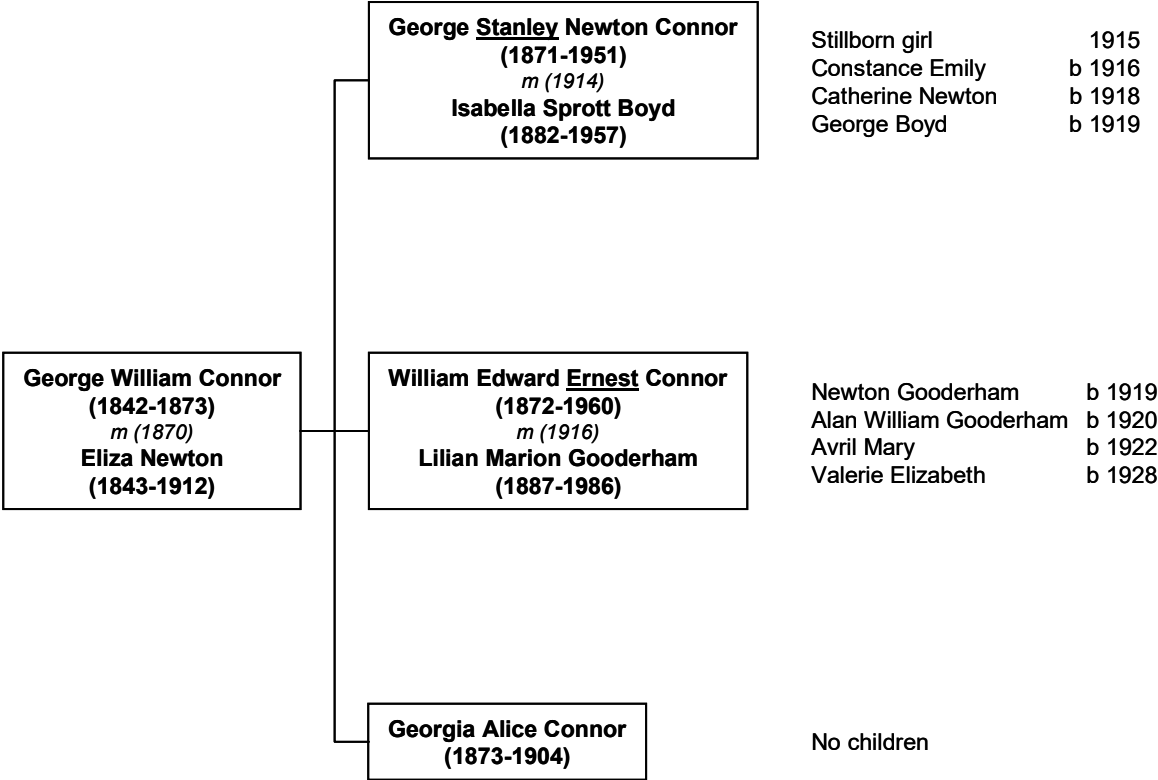 George Stanley Newton Connor
(1871-1951)
m (1914)
Isabella Sprott Boyd
(1882-1957)
Stillborn girl 1915
Constance Emily b 1916
Catherine Newton b 1918
George Boyd b 1919
George William Connor
(1842-1873)
m (1870)
Eliza Newton
(1843-1912)
William Edward Ernest Connor
(1872-1960)
m (1916)
Lilian Marion Gooderham
(1887-1986)
Newton Gooderham b 1919
Alan William Gooderham b 1920
Avril Mary b 1922
Valerie Elizabeth b 1928
Georgia Alice Connor
(1873-1904)
No children